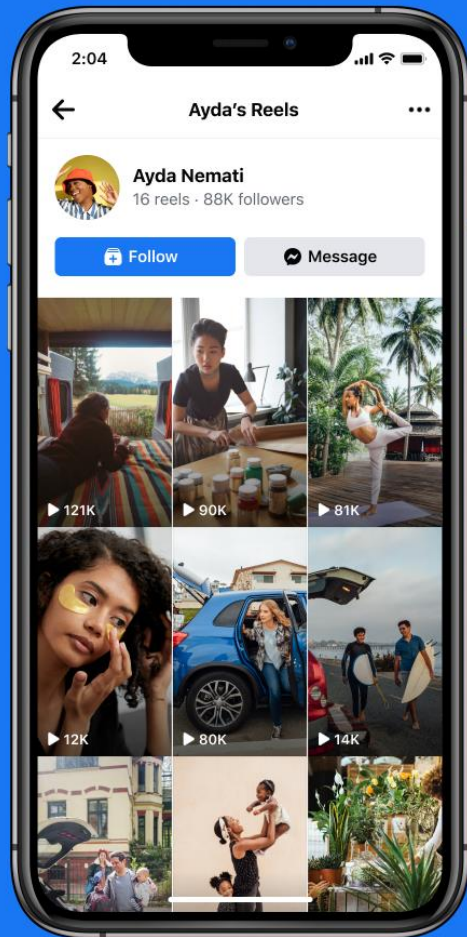 2:04
Ayda's Reels
Ayda Nemati
16 reels · 88K followers
Follow
Message
121K
90K
81K
12K
80K
14K